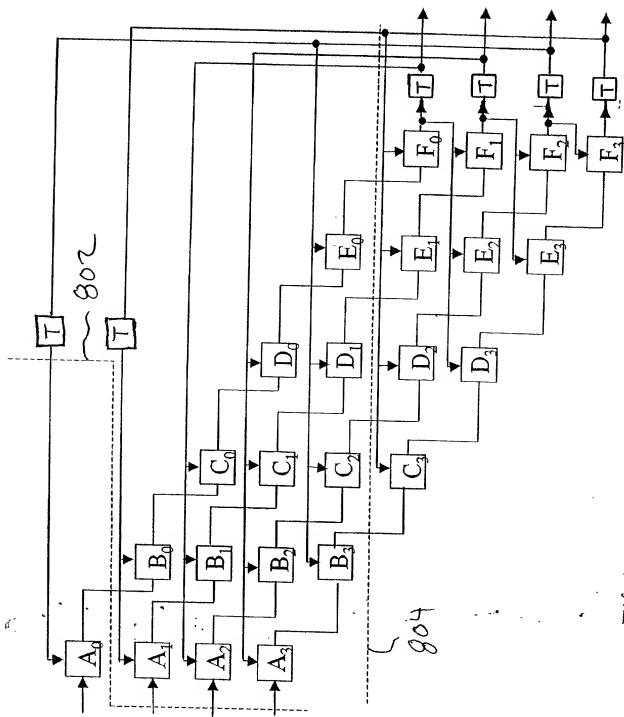 T
802
T
T
T
T
T
A₀
B₀
C₀
D₀
E₀
F₀
A₁
B₁
C₁
D₁
E₁
F₁
A₂
B₂
C₂
D₂
E₂
F₂
A₃
B₃
C₃
D₃
E₃
F₃
804